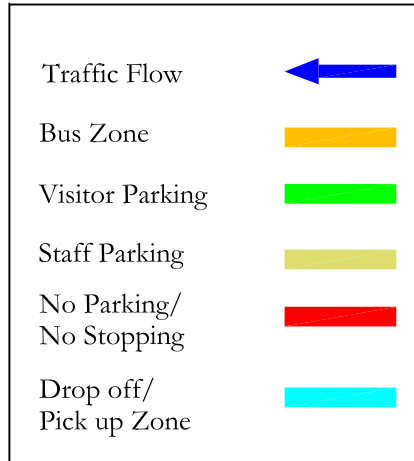 Traffic Flow
Bus Zone
Visitor Parking
Staff Parking
No Parking/
No Stopping
Drop off/
Pick up Zone